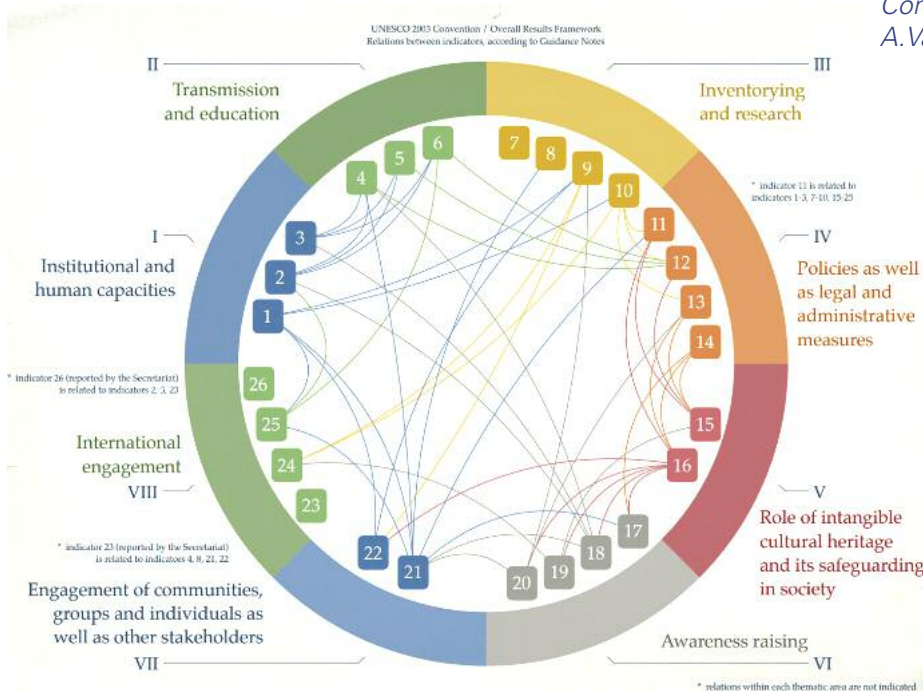 Con
A.Va
UNESCO 2003 Convention / Overall Results Framework
Relations between indicators, according to Guidance Notes
II
Transmission
and education
III
Inventorying
and research
* indicator 11 is related to
indicators 1-3, 7-10, 15-25
I
Institutional and
human capacities
IV
Policies as well
as legal and
administrative
measures
1
2
3
4
5
6
7
8
9
10
11
12
13
14
15
16
17
18
19
20
21
22
23
24
25
26
* indicator 26 (reported by the Secretariat)
is related to indicators 2, 3, 23
International
engagement
VIII
* indicator 23 (reported by the Secretariat)
is related to indicators 4, 8, 21, 22
Engagement of communities,
groups and individuals as
well as other stakeholders
VII
V
Role of intangible
cultural heritage
and its safeguarding
in society
Awareness raising
VI
* relations within each thematic area are not indicated